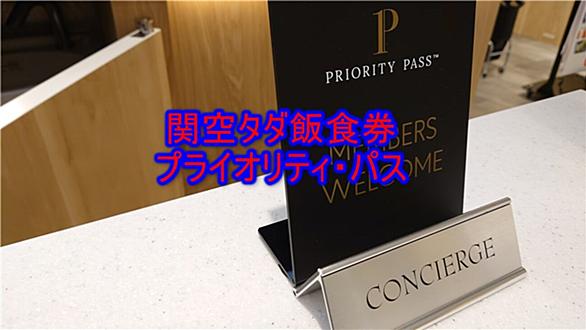 P
PRIORITY PASS™
関空タダ飯食券
MEMBERS
プライオリティ・パス
WELCOME
CONCIERGE